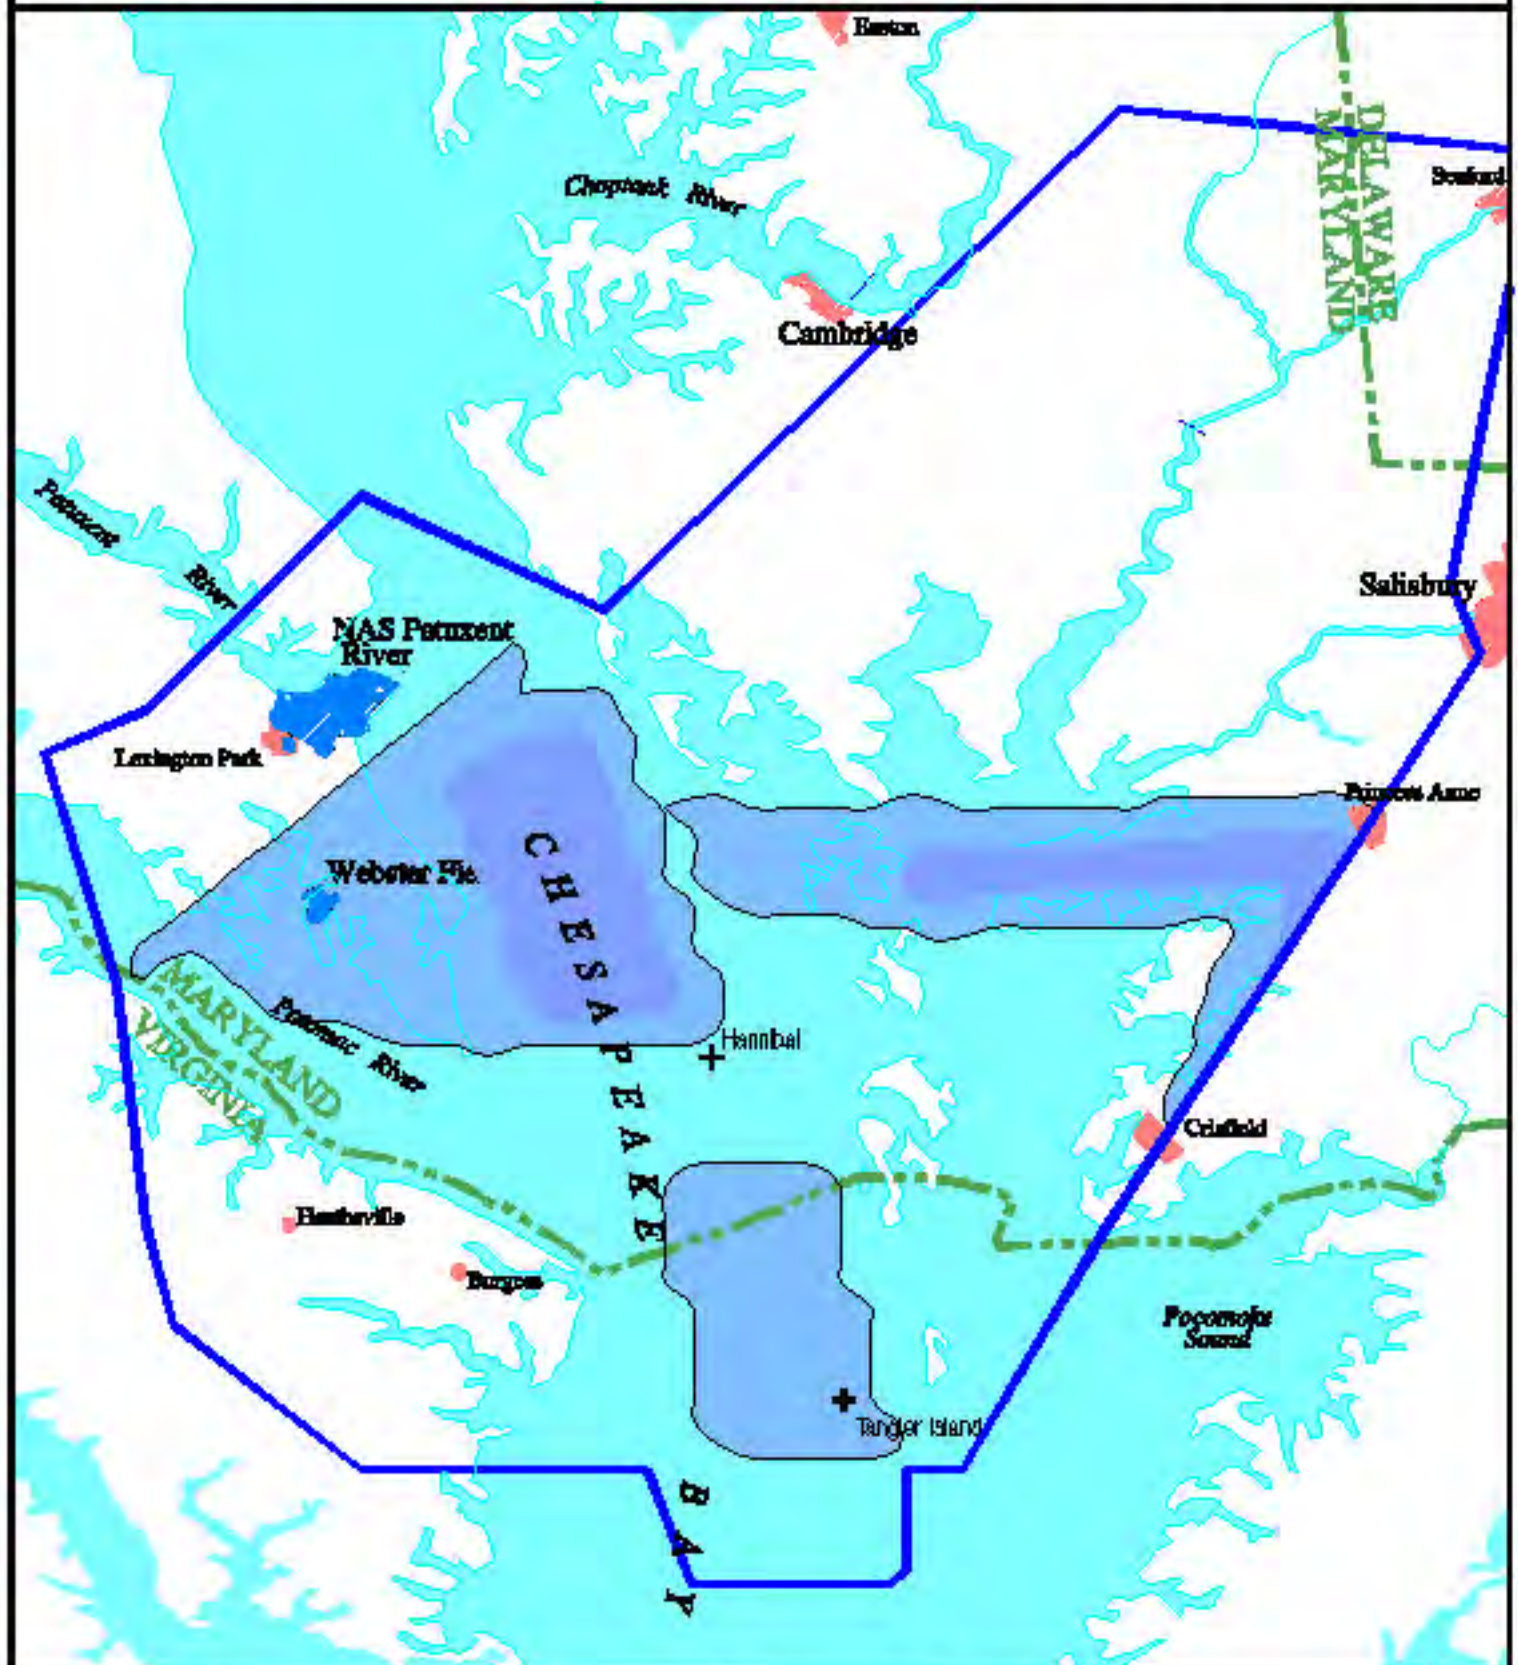 Easton
Choptank River
DELAWARE
MARYLAND
Seaford
Cambridge
Patuxent
River
Salisbury
NAS Patuxent
River
Lexington Park
Princess Anne
Webster Fie
CHESAPEAKE
MARYLAND
VIRGINIA
Potomac River
Hannibal
Crisfield
Heathsville
Burgess
Pocomoke
Sound
Tangier Island
BAY